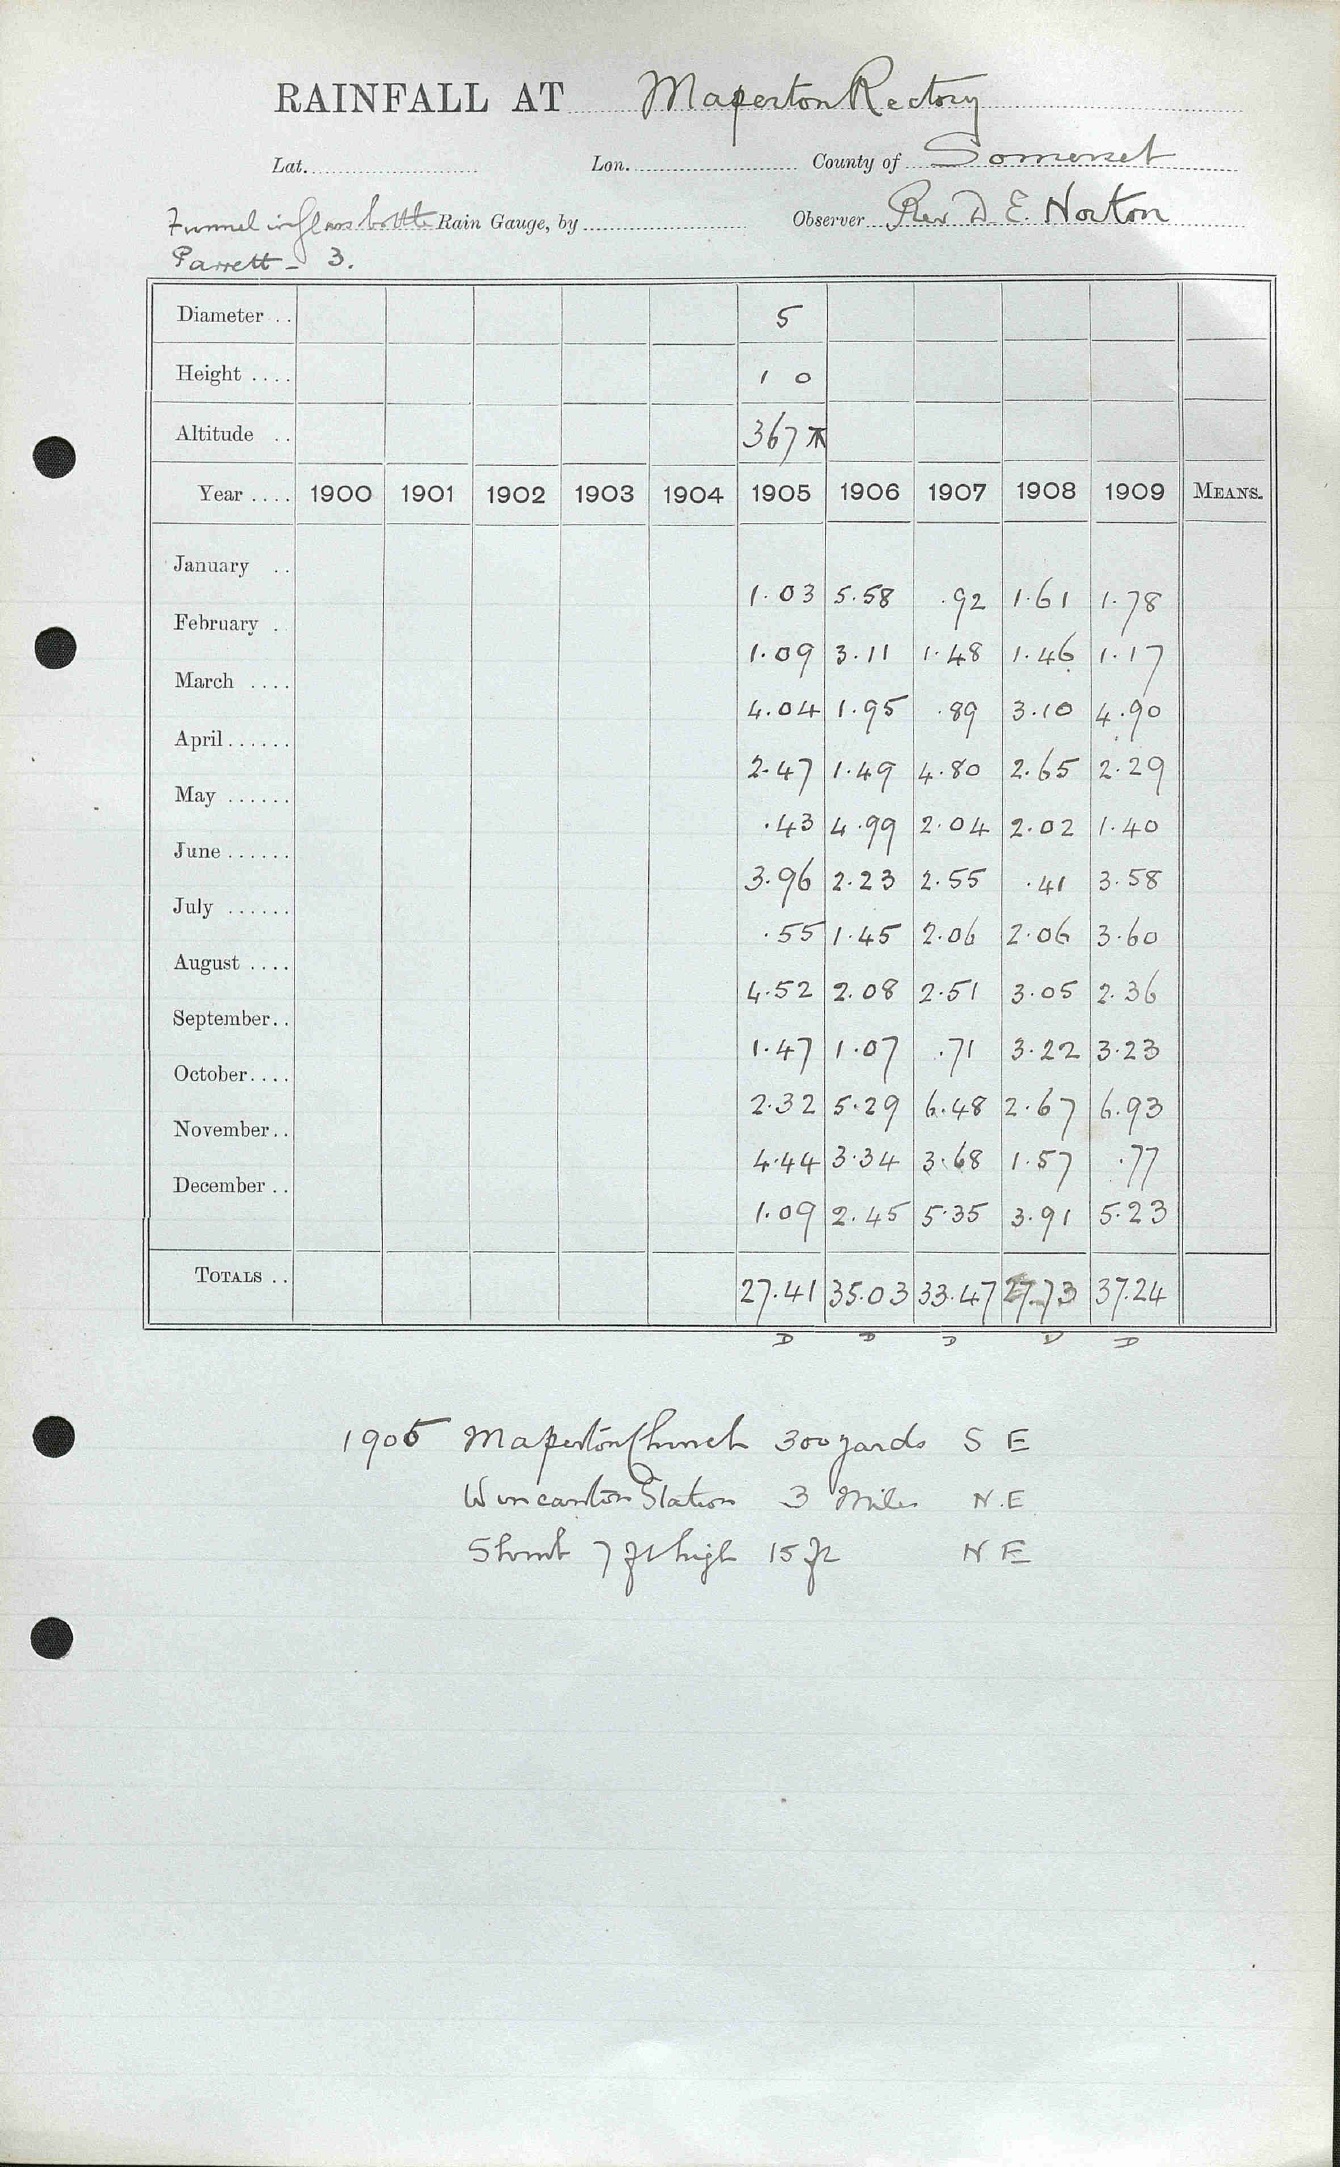 RAINFALL AT Maperton Rectory
Lat. Lon. County of Somerset
Funnel in Glass bottle Rain Gauge, by Observer Rev D. E. Norton
Parrett - 3.
Diameter .. 5
Height .... 1 0
Altitude .. 367
Year .... 1900 1901 1902 1903 1904 1905 1906 1907 1908 1909 MEANS.
January .. 1.03 5.58 .92 1.61 1.78
February . 1.09 3.11 1.48 1.46 1.17
March .... 4.04 1.95 .89 3.10 4.90
April...... 2.47 1.49 4.80 2.65 2.29
May ...... .43 4.99 2.04 2.02 1.40
June ...... 3.96 2.23 2.55 .41 3.58
July ...... .55 1.45 2.06 2.06 3.60
August .... 4.52 2.08 2.51 3.05 2.36
September.. 1.47 1.07 .71 3.22 3.23
October.... 2.32 5.29 6.48 2.67 6.93
November.. 4.44 3.34 3.68 1.57 .77
December .. 1.09 2.45 5.35 3.91 5.23
TOTALS .. 27.41 35.03 33.47 27.73 37.24
D D D D D
1905 Maperton Church 300 yards S E
Wincanton Station 3 Miles N.E
Shrub 7 ft high 15 ft N E